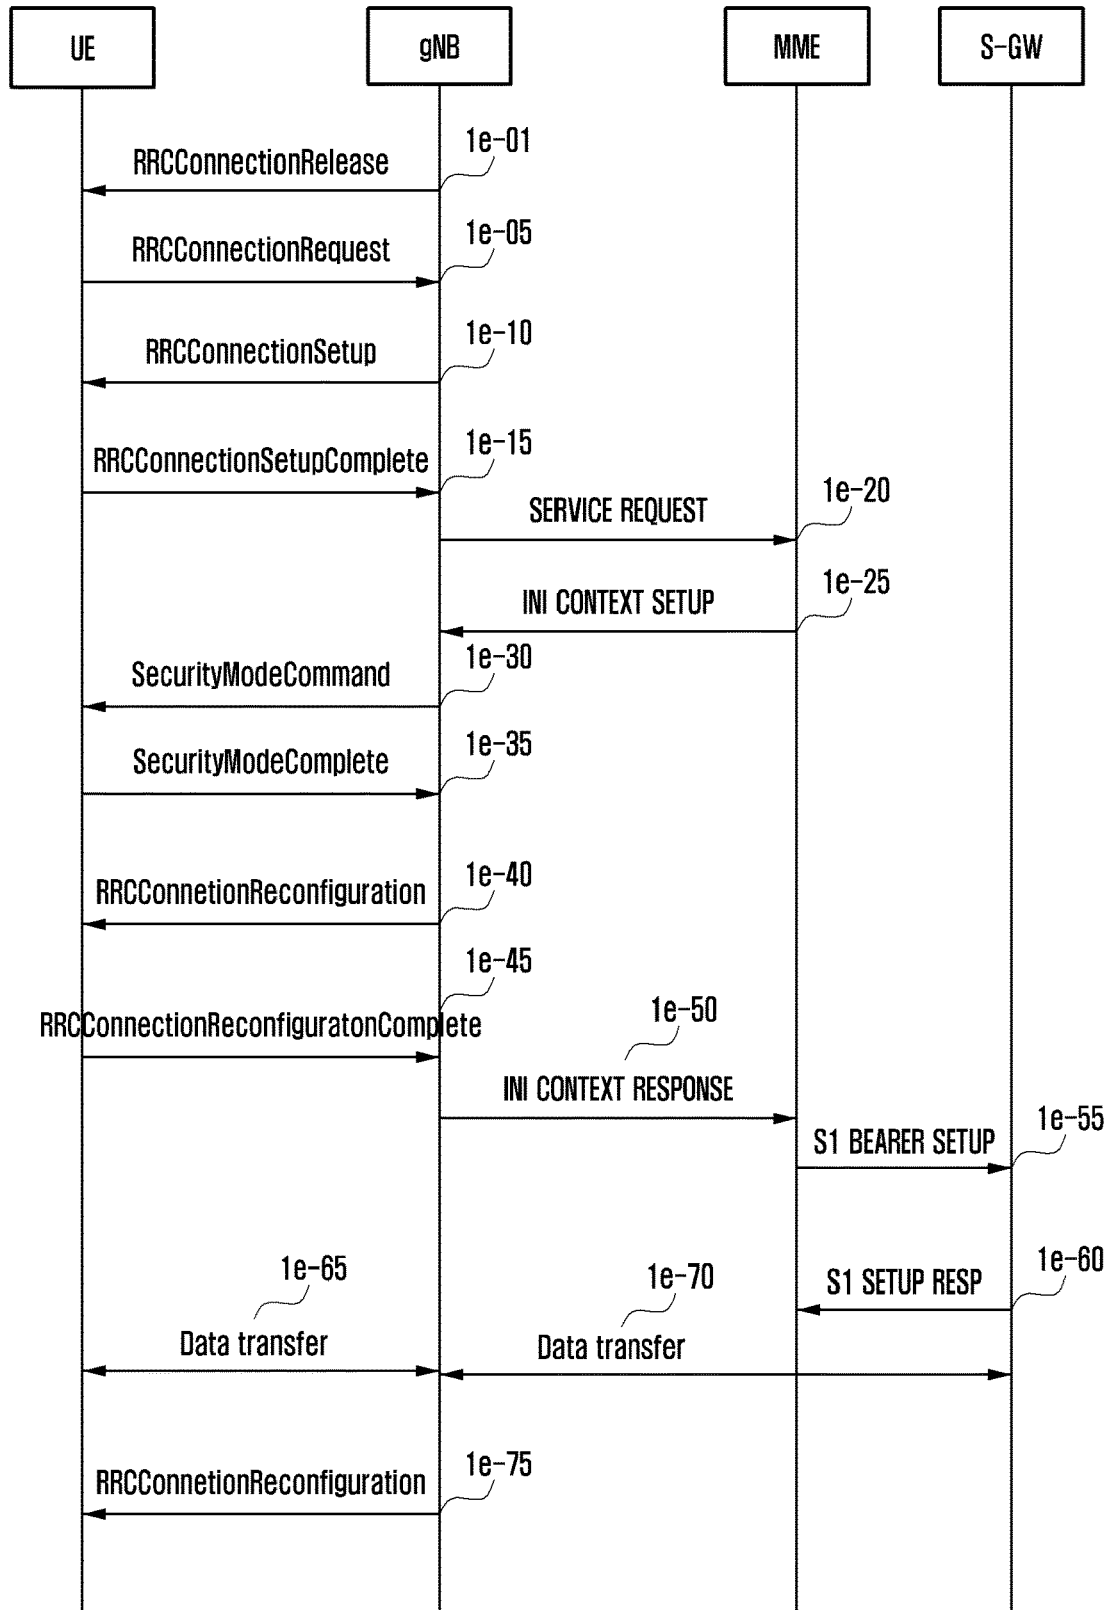 UE
gNB
MME
S-GW
1e-01
RRCConnectionRelease
1e-05
RRCConnectionRequest
1e-10
RRCConnectionSetup
1e-15
RRCConnectionSetupComplete
1e-20
SERVICE REQUEST
1e-25
INI CONTEXT SETUP
1e-30
SecurityModeCommand
1e-35
SecurityModeComplete
1e-40
RRCConnetionReconfiguration
1e-45
RRCConnectionReconfiguratonComplete
1e-50
INI CONTEXT RESPONSE
1e-55
S1 BEARER SETUP
1e-60
S1 SETUP RESP
1e-65
Data transfer
1e-70
Data transfer
1e-75
RRCConnetionReconfiguration